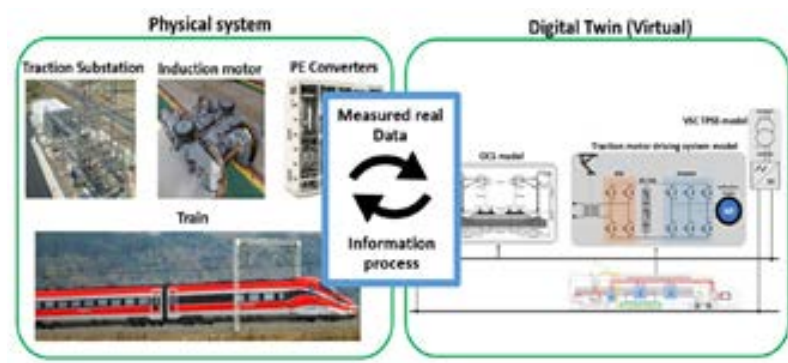 Physical system
Digital Twin (Virtual)
Traction Substation
Induction motor
PE Converters
Measured real
Data
Information
process
Train
VSC TPSS model
OCS model
Traction motor driving system model